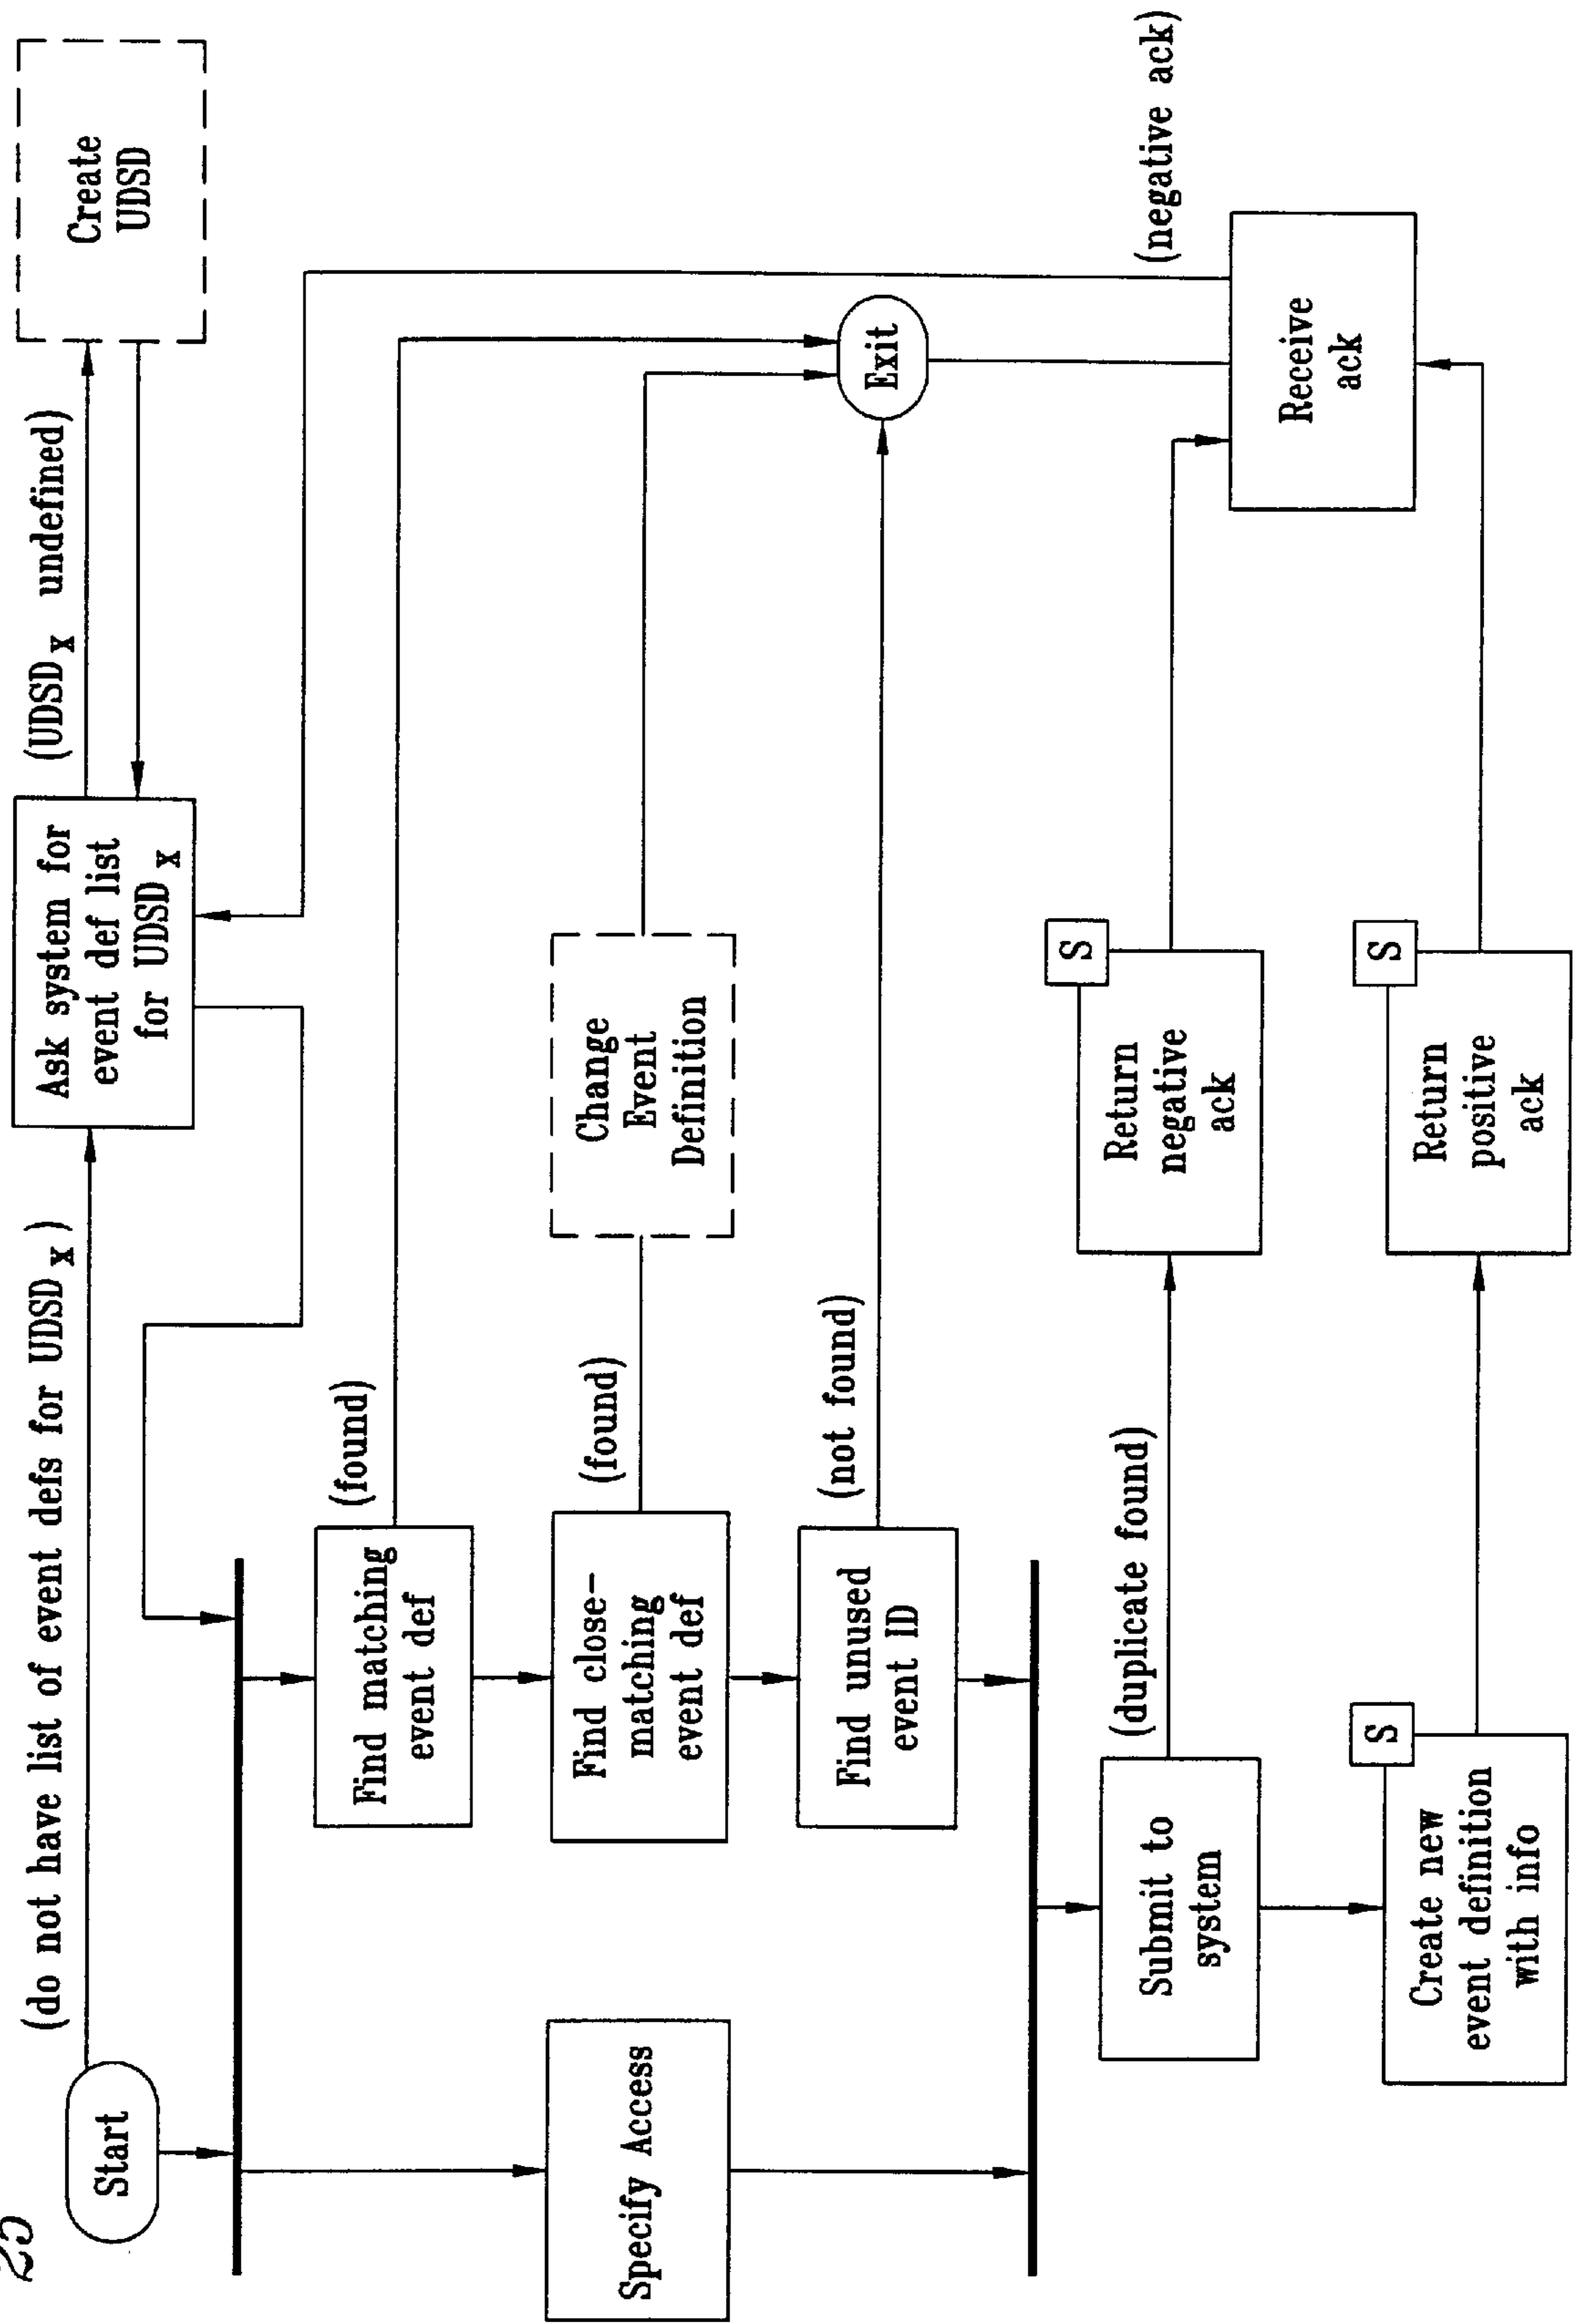 Start
(do not have list of event defs for UDSD x)
Ask system for
event def list
for UDSD x
(UDSD x undefined)
Create
UDSD
Find matching
event def
(found)
Specify Access
Find close-
matching
event def
(found)
Change
Event
Definition
Find unused
event ID
(not found)
Exit
Submit to
system
(duplicate found)
S
Return
negative
ack
(negative ack)
Receive
ack
S
Create new
event definition
with info
S
Return
positive
ack